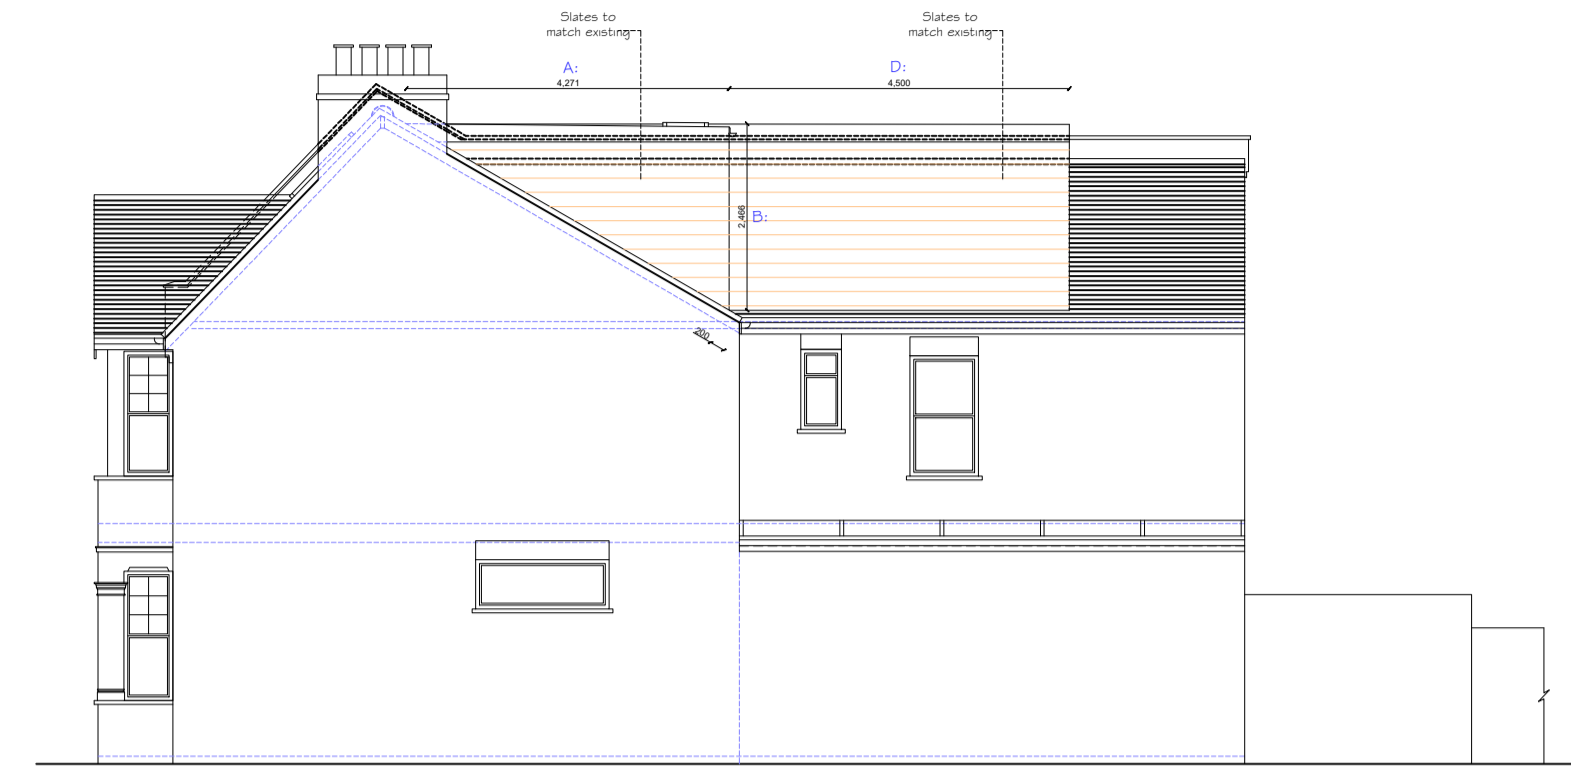 Slates to
match existing
Slates to
match existing
A:
4,271
D:
4,500
2,466
B:
200